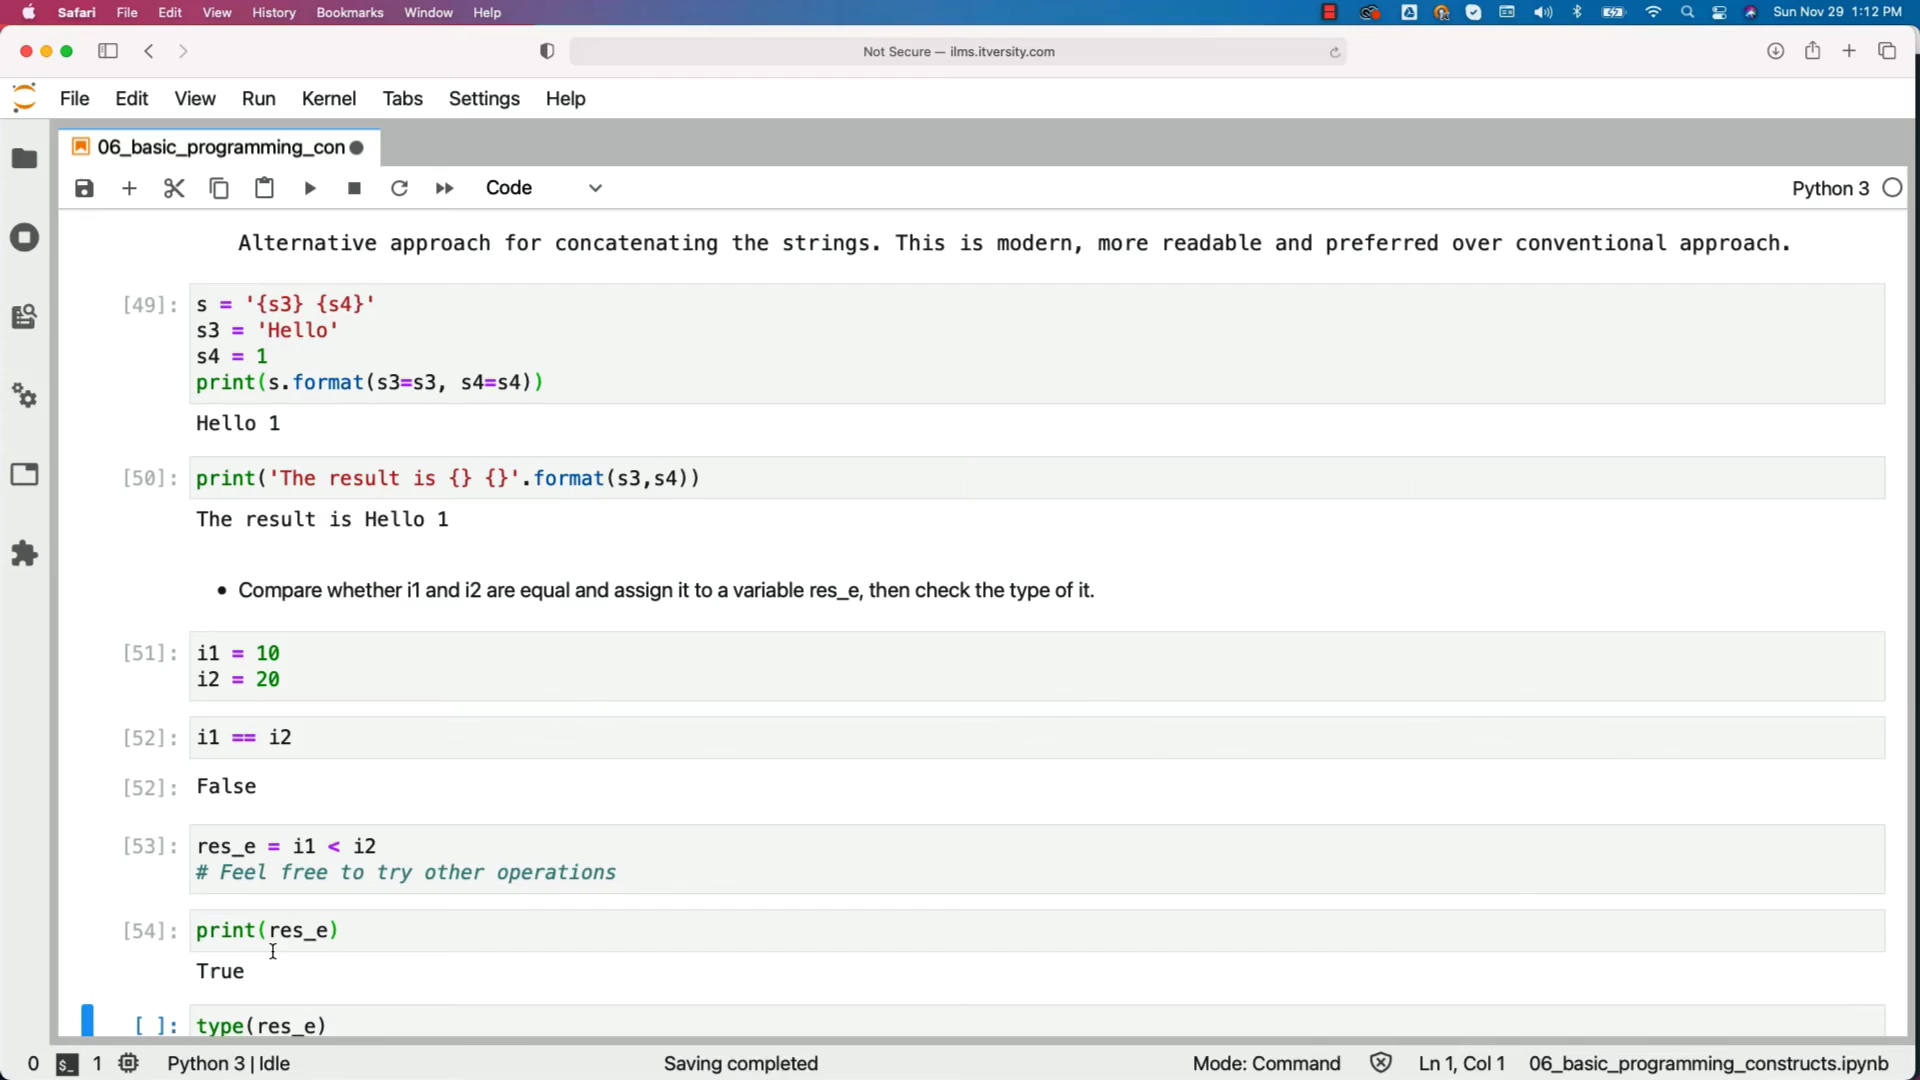 Safari File Edit View History Bookmarks Window Help Sun Nov 29 1:12 PM
Not Secure — ilms.itversity.com
File Edit View Run Kernel Tabs Settings Help
06_basic_programming_con
Code Python 3
Alternative approach for concatenating the strings. This is modern, more readable and preferred over conventional approach.
[49]: s = '{s3} {s4}'
s3 = 'Hello'
s4 = 1
print(s.format(s3=s3, s4=s4))
Hello 1
[50]: print('The result is {} {}'.format(s3,s4))
The result is Hello 1
• Compare whether i1 and i2 are equal and assign it to a variable res_e, then check the type of it.
[51]: i1 = 10
i2 = 20
[52]: i1 == i2
[52]: False
[53]: res_e = i1 < i2
# Feel free to try other operations
[54]: print(res_e)
True
[ ]: type(res_e)
0 $_ 1 Python 3 | Idle Saving completed Mode: Command Ln 1, Col 1 06_basic_programming_constructs.ipynb